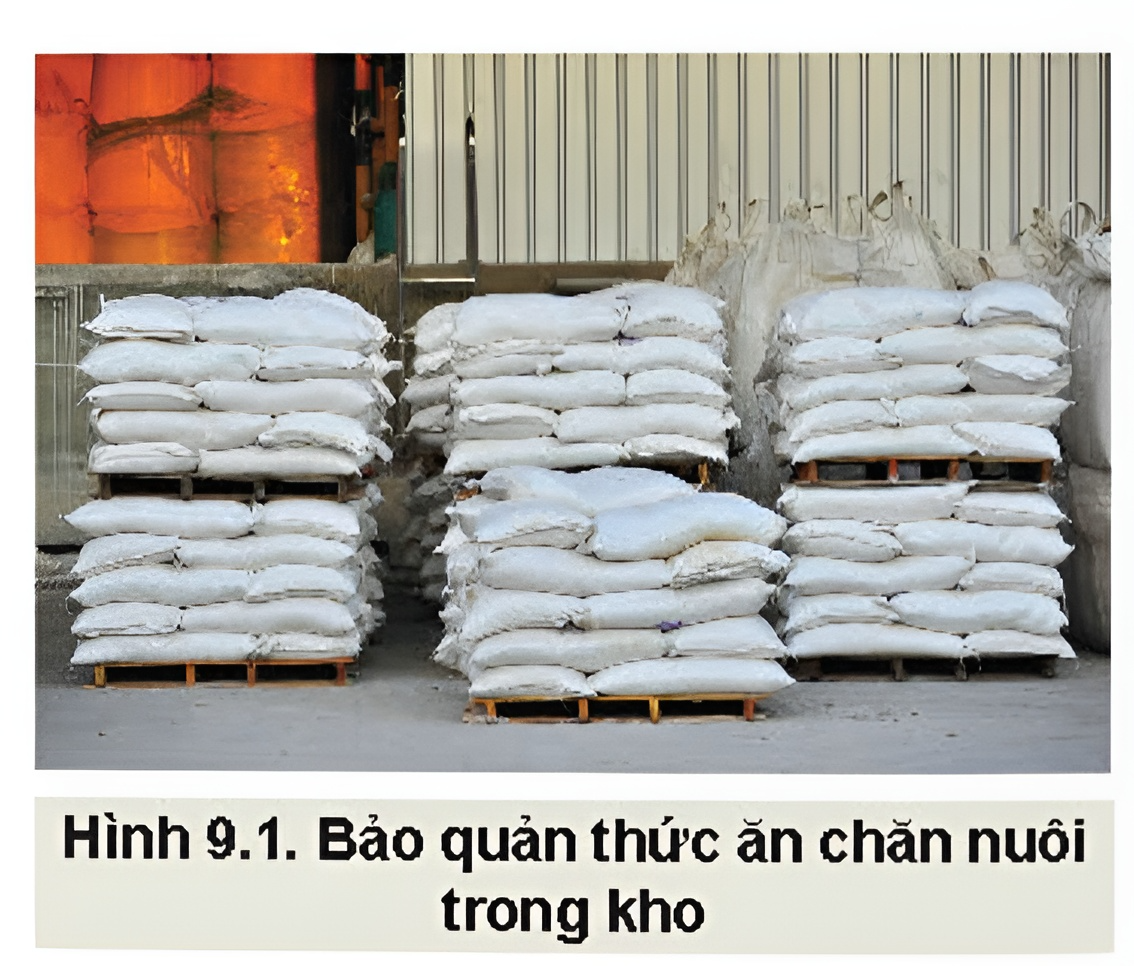 Hình 9.1. Bảo quản thức ăn chăn nuôi
trong kho